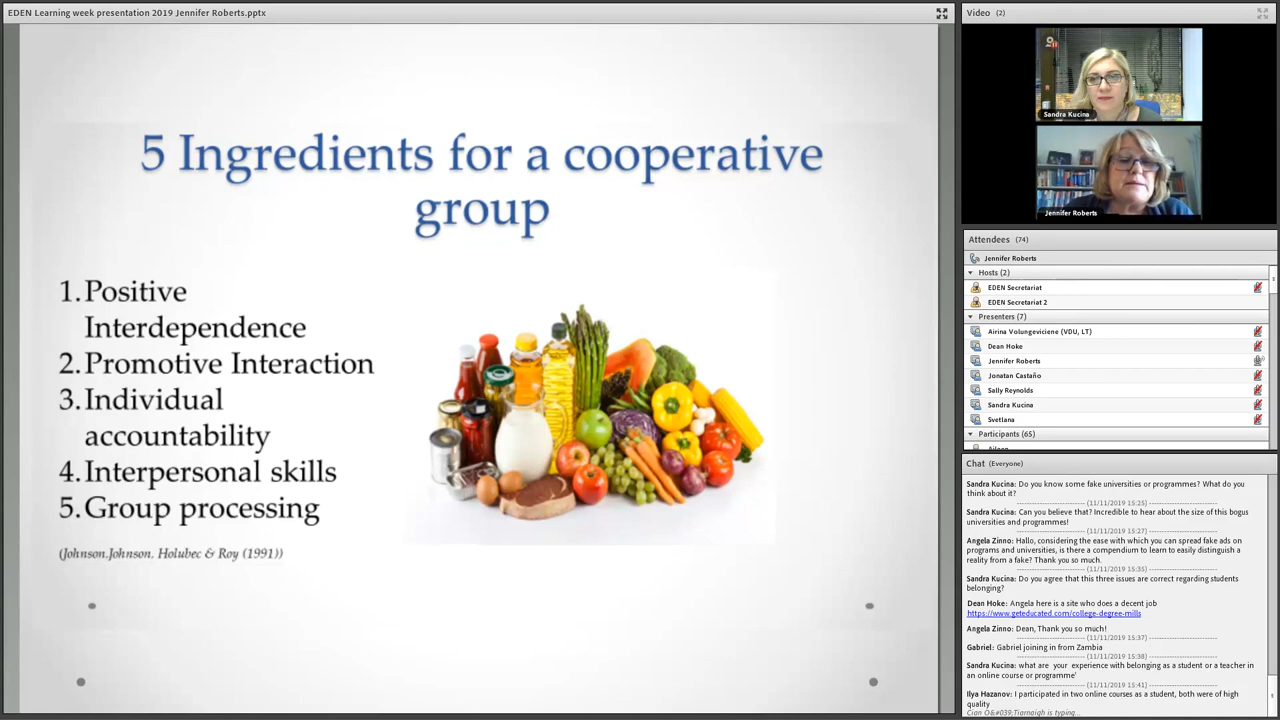 EDEN Learning week presentation 2019 Jennifer Roberts.pptx
5 Ingredients for a cooperative
group
1. Positive
Interdependence
2. Promotive Interaction
3. Individual
accountability
4. Interpersonal skills
5. Group processing
(Johnson,Johnson, Holubec & Roy (1991))
Video (2)
Sandra Kucina
Jennifer Roberts
Attendees (74)
Jennifer Roberts
Hosts (2)
EDEN Secretariat
EDEN Secretariat 2
Presenters (7)
Airina Volungeviciene (VDU, LT)
Dean Hoke
Jennifer Roberts
Jonatan Castaño
Sally Reynolds
Sandra Kucina
Svetlana
Participants (65)
Chat (Everyone)
Sandra Kucina: Do you know some fake universities or programmes? What do you
think about it?
(11/11/2019 15:25)
Sandra Kucina: Can you believe that? Incredible to hear about the size of this bogus
universities and programmes!
(11/11/2019 15:27)
Angela Zinno: Hallo, considering the ease with which you can spread fake ads on
programs and universities, is there a compendium to learn to easily distinguish a
reality from a fake? Thank you so much.
(11/11/2019 15:35)
Sandra Kucina: Do you agree that this three issues are correct regarding students
belonging?
Dean Hoke: Angela here is a site who does a decent job
https://www.geteducated.com/college-degree-mills
Angela Zinno: Dean, Thank you so much!
(11/11/2019 15:37)
Gabriel: Gabriel joining in from Zambia
(11/11/2019 15:38)
Sandra Kucina: what are your experience with belonging as a student or a teacher in
an online course or programme'
(11/11/2019 15:41)
Ilya Hazanov: I participated in two online courses as a student, both were of high
quality
Cian O&#039;Tiarnaigh is typing...